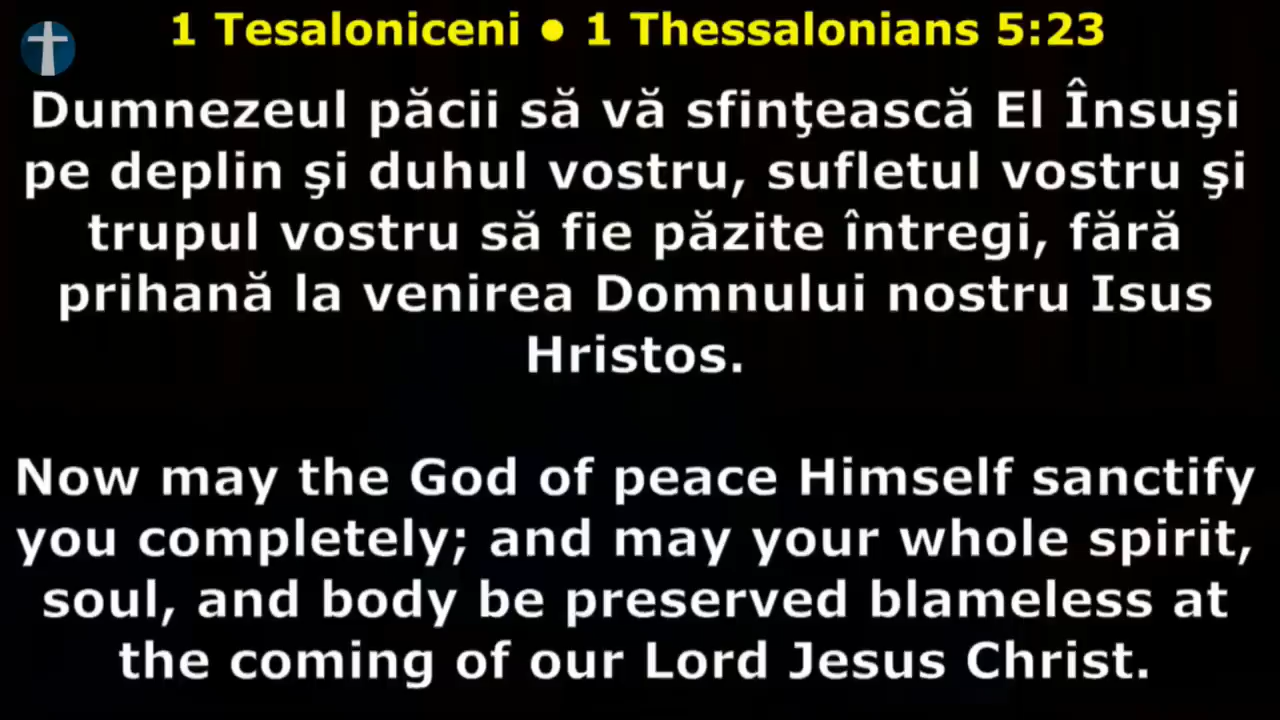 1 Tesaloniceni ● 1 Thessalonians 5:23
Dumnezeul păcii să vă sfinţească El Însuşi
pe deplin şi duhul vostru, sufletul vostru şi
trupul vostru să fie păzite întregi, fără
prihană la venirea Domnului nostru Isus
Hristos.
Now may the God of peace Himself sanctify
you completely; and may your whole spirit,
soul, and body be preserved blameless at
the coming of our Lord Jesus Christ.